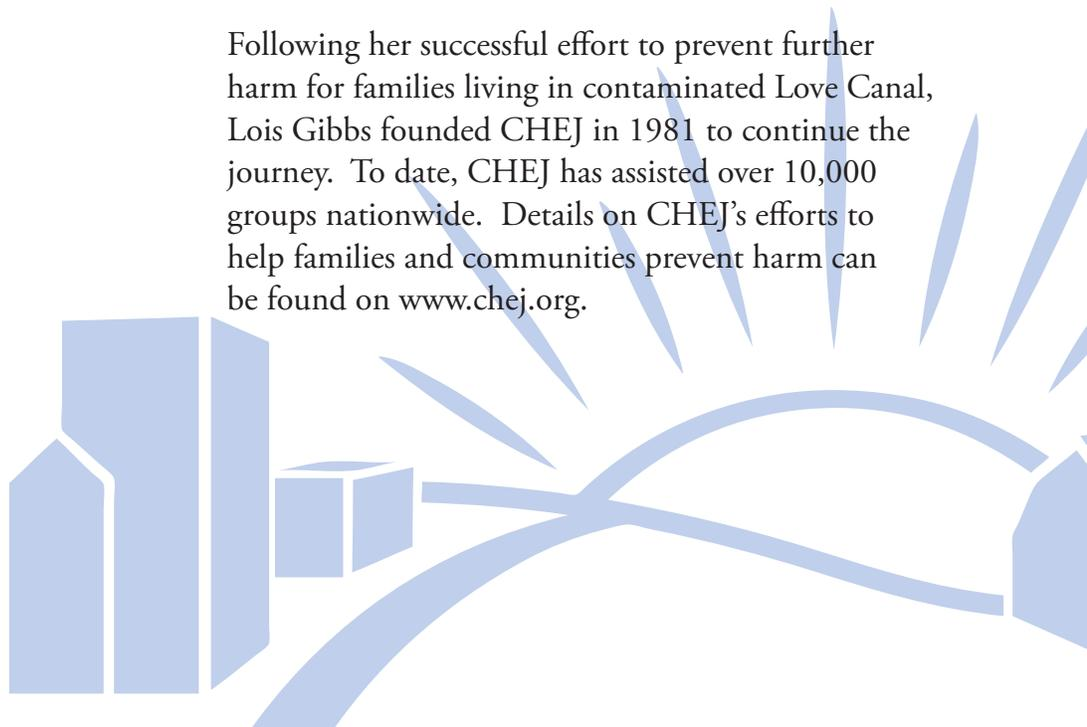 Following her successful effort to prevent further
harm for families living in contaminated Love Canal,
Lois Gibbs founded CHEJ in 1981 to continue the
journey.  To date, CHEJ has assisted over 10,000
groups nationwide.  Details on CHEJ’s efforts to
help families and communities prevent harm can
be found on www.chej.org.